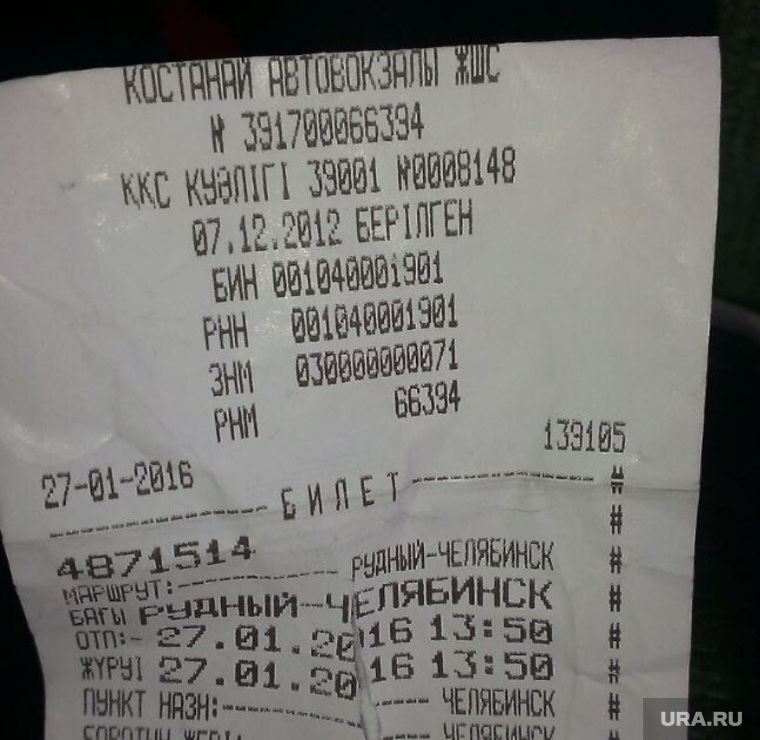 КОСТАНАЙ АВТОВОКЗАЛЫ ЖШС
N 391700066394
ҚКС КУӘЛІГІ 39001 №0008148
07.12.2012 БЕРІЛГЕН
БИН 001040001901
РНН 001040001901
ЗНМ 030000000071
РНМ 66394
139105
27-01-2016
--------------- БИЛЕТ --------------- #
4871514 #
МАРШРУТ:----------- РУДНЫЙ-ЧЕЛЯБИНСК #
БАҒЫ РУДНЫЙ-ЧЕЛЯБИНСК #
ОТП:- 27.01.2016 13:50 #
ЖҮРУІ 27.01.2016 13:50 #
ПУНКТ НАЗН:--------------- ЧЕЛЯБИНСК #
ЧЕЛЯБИНСК #
URA.RU